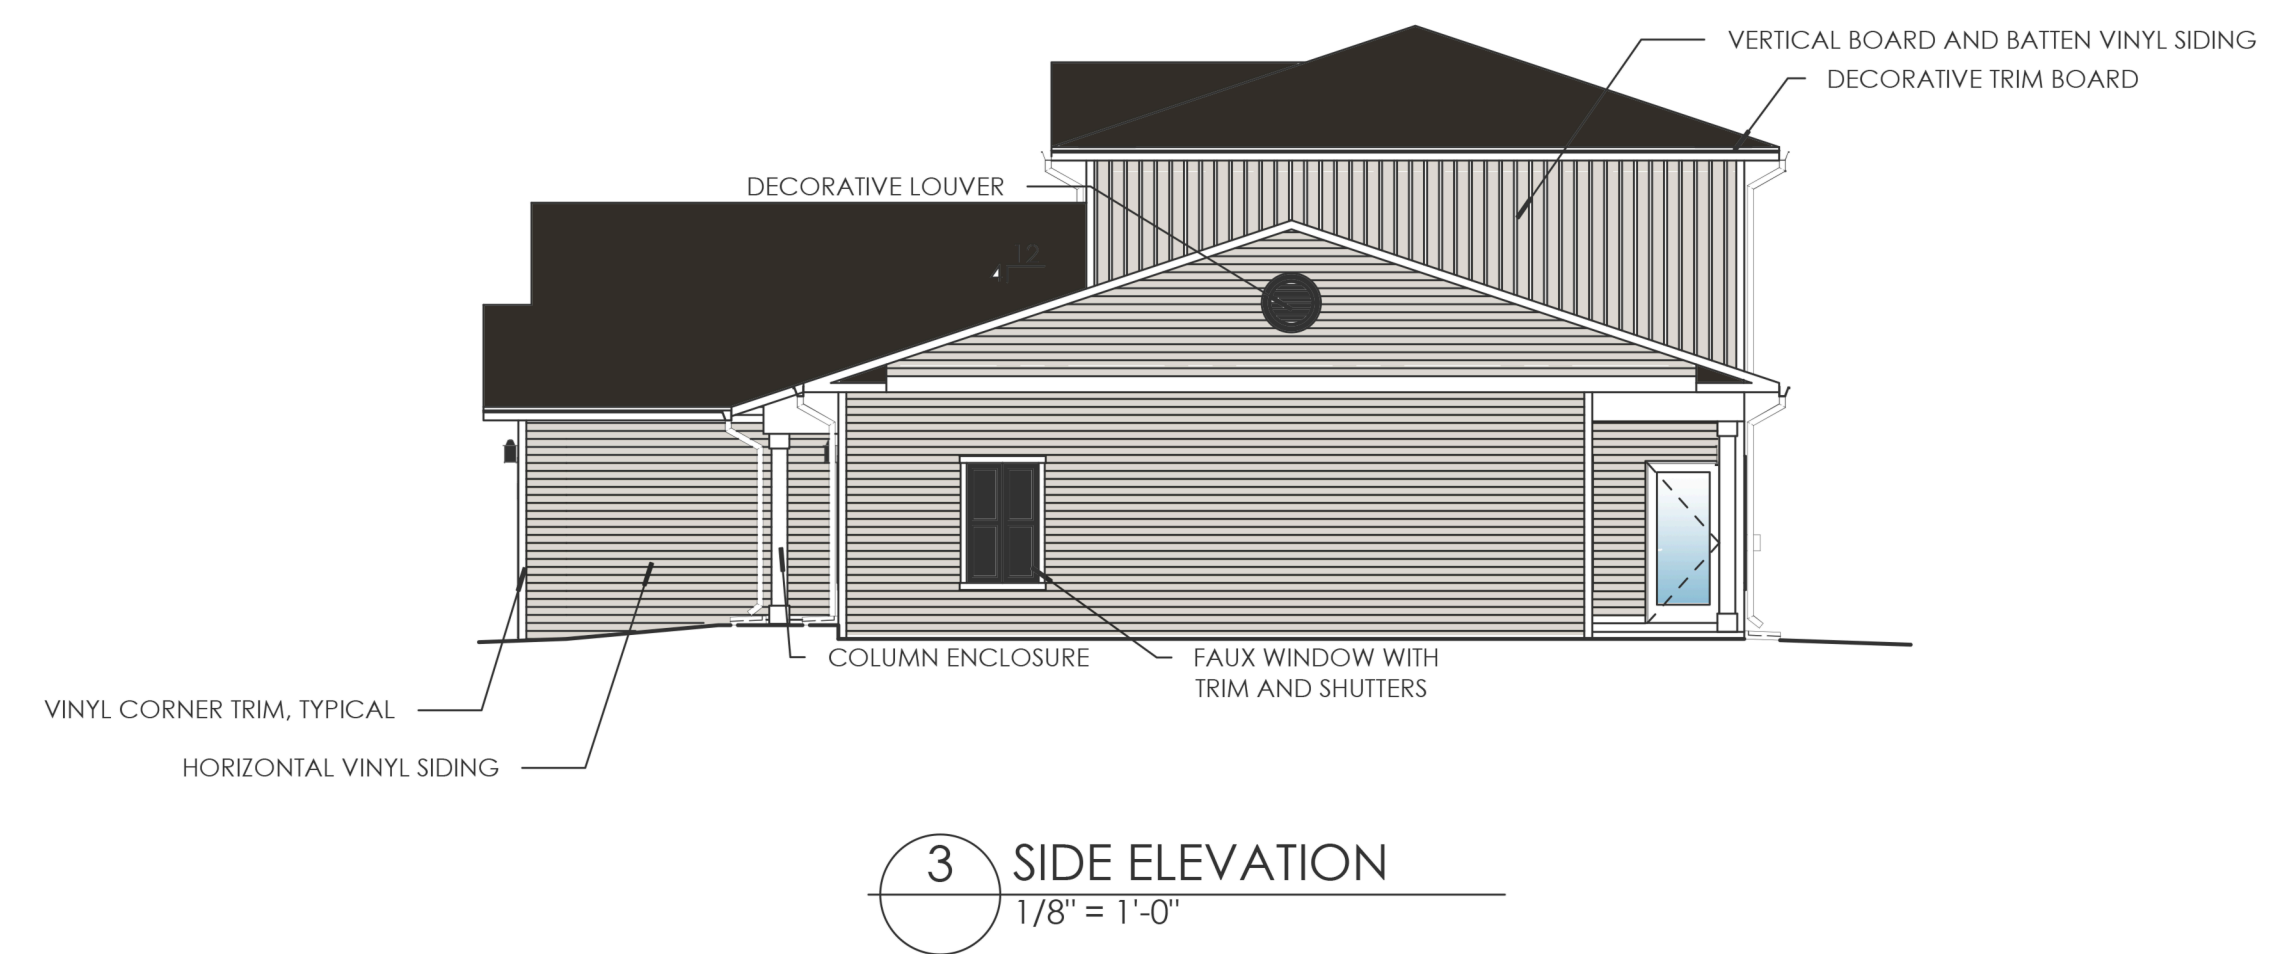 VERTICAL BOARD AND BATTEN VINYL SIDING
DECORATIVE TRIM BOARD
DECORATIVE LOUVER
12
COLUMN ENCLOSURE
FAUX WINDOW WITH
TRIM AND SHUTTERS
VINYL CORNER TRIM, TYPICAL
HORIZONTAL VINYL SIDING
3
SIDE ELEVATION
1/8" = 1'-0"